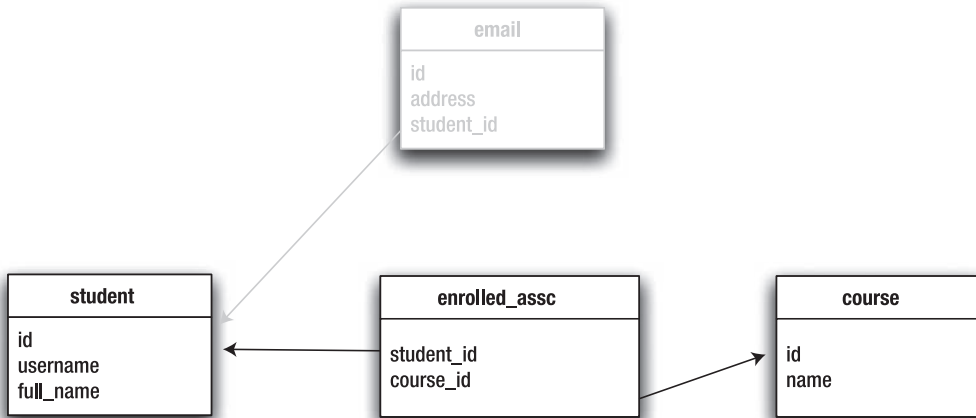 email
id
address
student_id
student
id
username
full_name
enrolled_assc
student_id
course_id
course
id
name